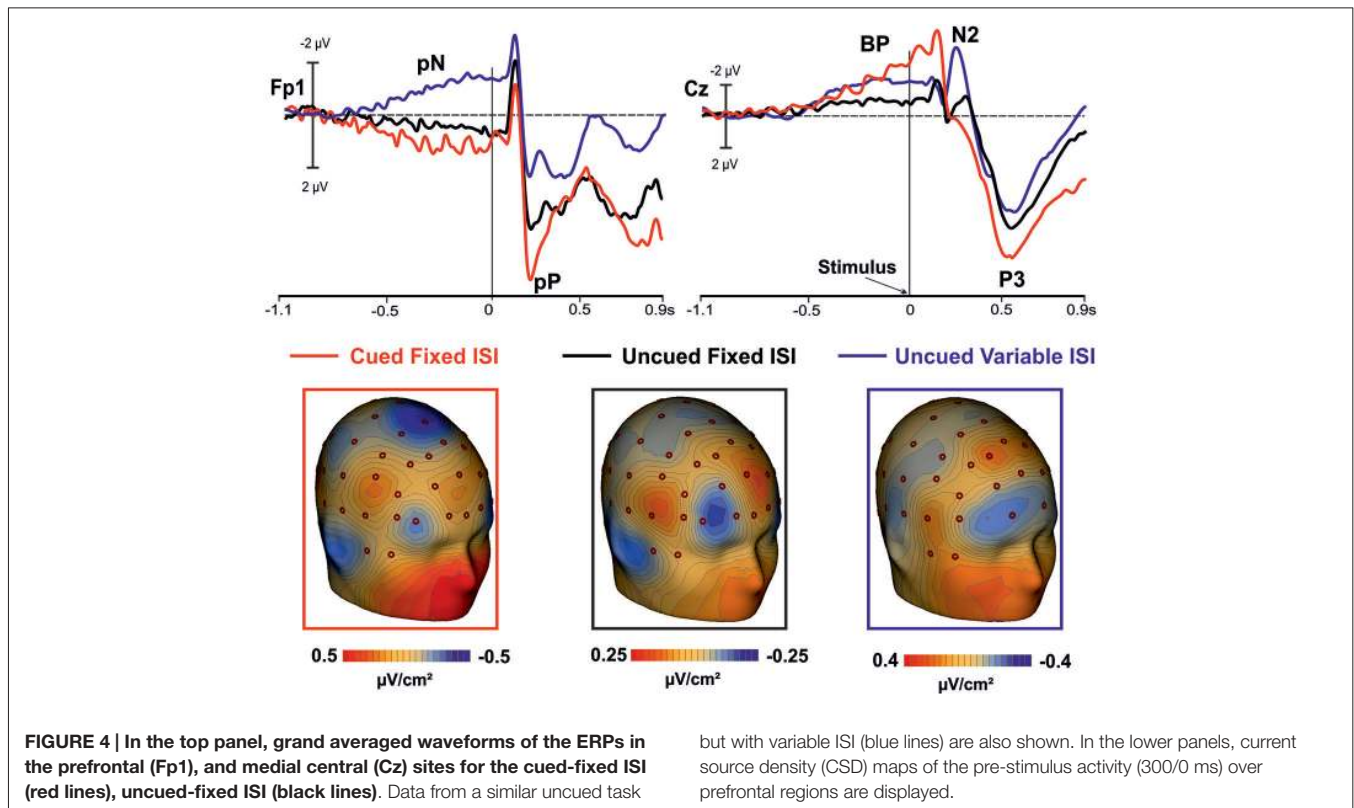 -2 µV
pN
Fp1
2 µV
pP
-1.1 -0.5 0 0.5 0.9s
BP N2
-2 µV
Cz
2 µV
Stimulus
P3
-1.1 -0.5 0 0.5 0.9s
Cued Fixed ISI Uncued Fixed ISI Uncued Variable ISI
0.5 -0.5
µV/cm²
0.25 -0.25
µV/cm²
0.4 -0.4
µV/cm²
FIGURE 4 | In the top panel, grand averaged waveforms of the ERPs in
the prefrontal (Fp1), and medial central (Cz) sites for the cued-fixed ISI
(red lines), uncued-fixed ISI (black lines). Data from a similar uncued task
but with variable ISI (blue lines) are also shown. In the lower panels, current
source density (CSD) maps of the pre-stimulus activity (300/0 ms) over
prefrontal regions are displayed.